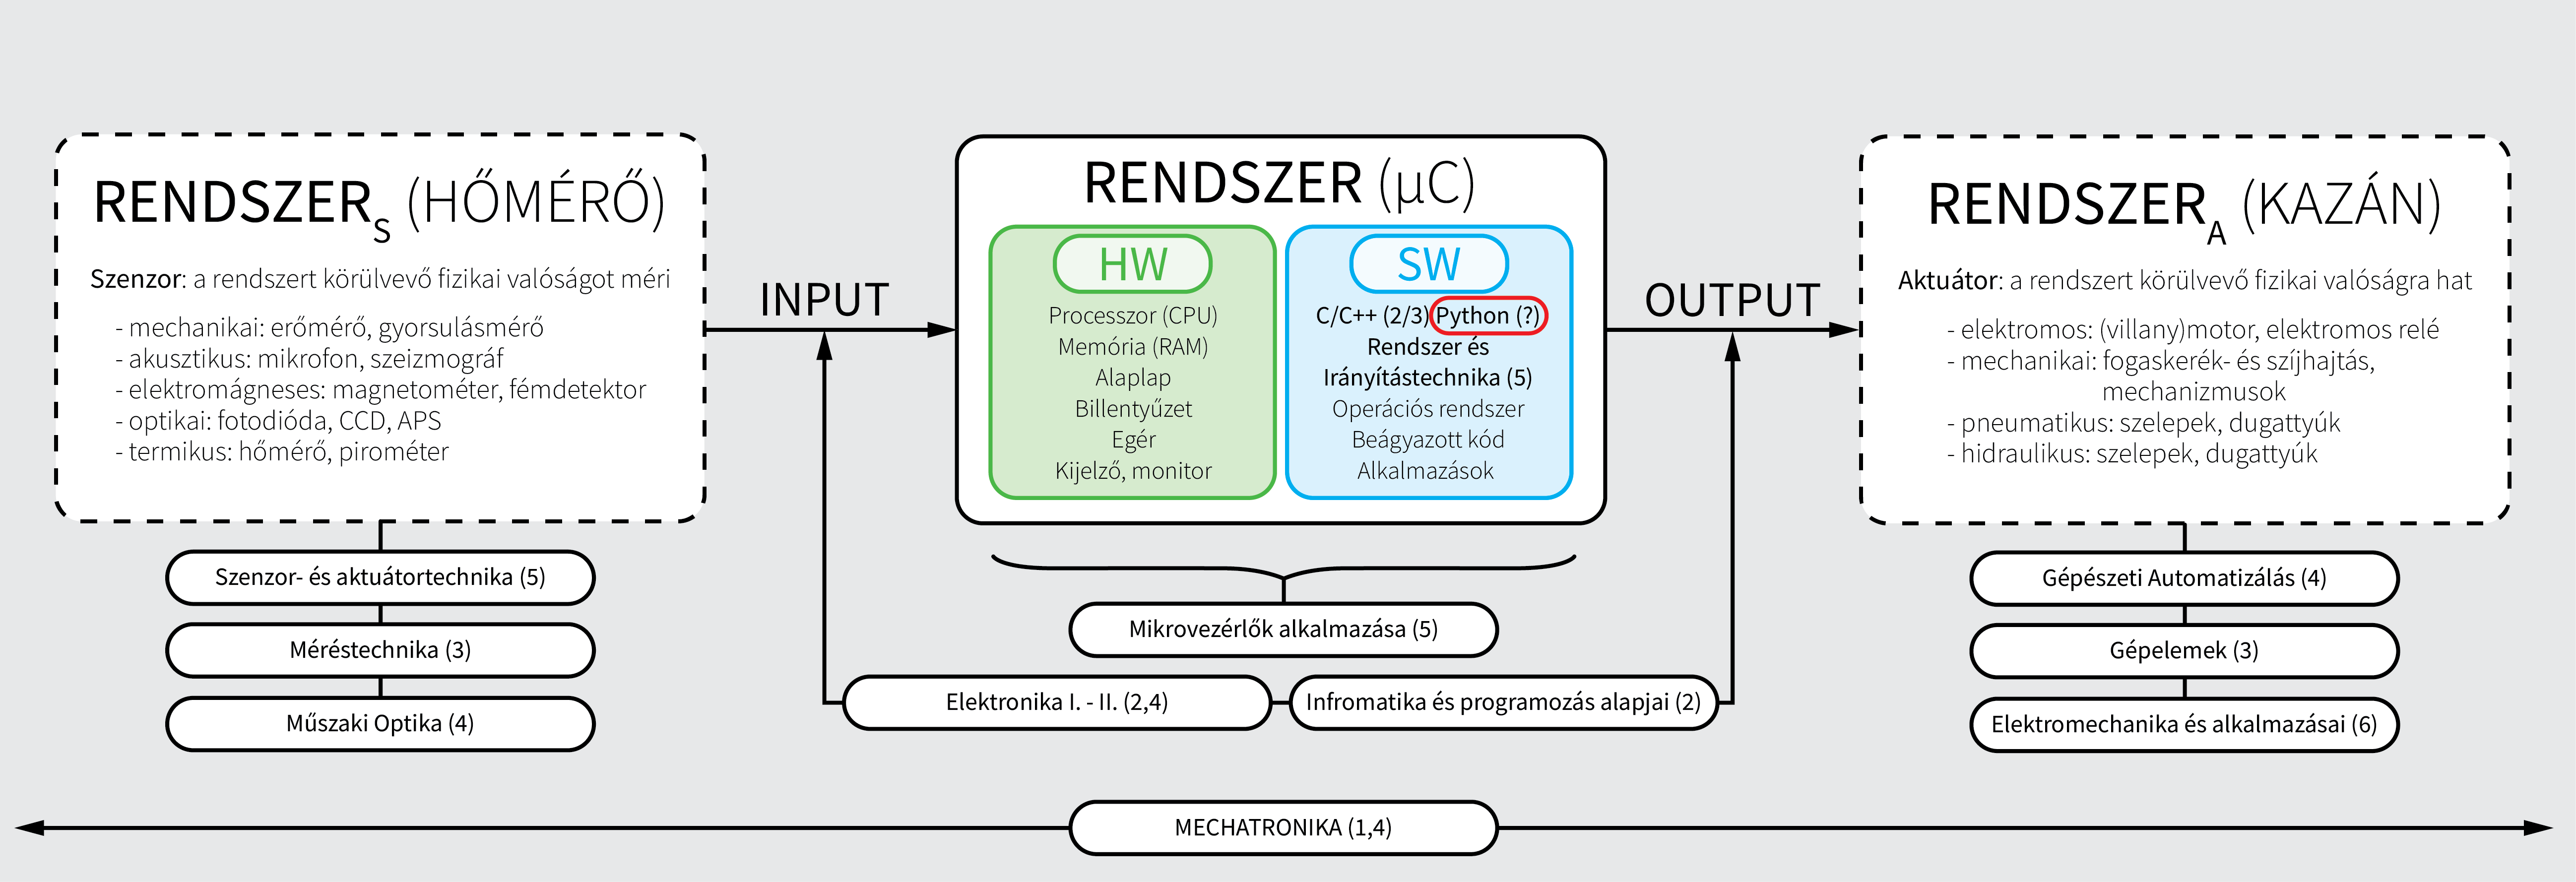 RENDSZERS (HŐMÉRŐ)
Szenzor: a rendszert körülvevő fizikai valóságot méri
- mechanikai: erőmérő, gyorsulásmérő
- akusztikus: mikrofon, szeizmográf
- elektromágneses: magnetométer, fémdetektor
- optikai: fotodióda, CCD, APS
- termikus: hőmérő, pirométer
Szenzor- és aktuátortechnika (5)
Méréstechnika (3)
Műszaki Optika (4)
INPUT
RENDSZER (µC)
HW
Processzor (CPU)
Memória (RAM)
Alaplap
Billentyűzet
Egér
Kijelző, monitor
SW
C/C++ (2/3) Python (?)
Rendszer és
Irányítástechnika (5)
Operációs rendszer
Beágyazott kód
Alkalmazások
Mikrovezérlők alkalmazása (5)
Elektronika I. - II. (2,4)
Infromatika és programozás alapjai (2)
OUTPUT
RENDSZERA (KAZÁN)
Aktuátor: a rendszert körülvevő fizikai valóságra hat
- elektromos: (villany)motor, elektromos relé
- mechanikai: fogaskerék- és szíjhajtás,
mechanizmusok
- pneumatikus: szelepek, dugattyúk
- hidraulikus: szelepek, dugattyúk
Gépészeti Automatizálás (4)
Gépelemek (3)
Elektromechanika és alkalmazásai (6)
MECHATRONIKA (1,4)